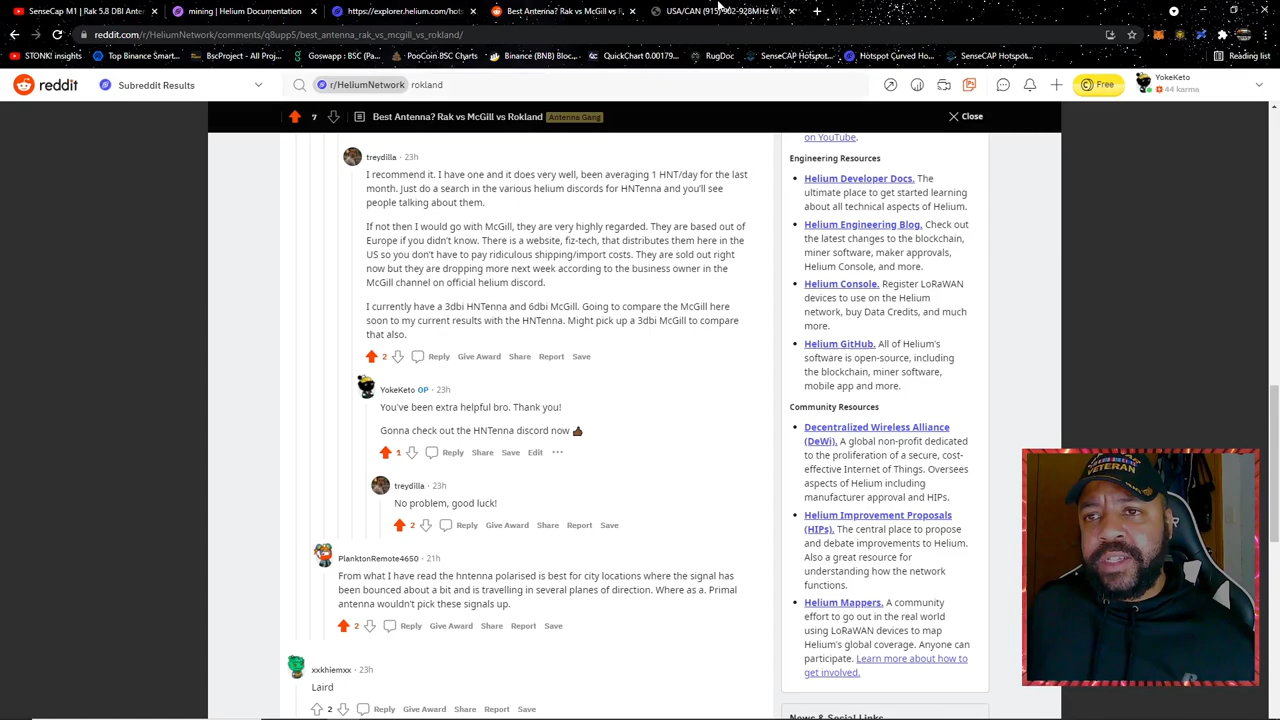 SenseCap M1 | Rak 5.8 DBI Anten
mining | Helium Documentation
https://explorer.helium.com/hots
Best Antenna? Rak vs McGill vs R
USA/CAN (915)-902-928MHz Wh
reddit.com/r/HeliumNetwork/comments/q8upp5/best_antenna_rak_vs_mcgill_vs_rokland/
STONK! insights
Top Binance Smart...
BscProject - All Proj...
Goswapp : Trade BS...
PooCoin BSC Charts
Binance (BNB) Bloc...
QuickChart 0.00179...
RugDoc
SenseCAP Hotspot...
Hotspot Curved Ho...
SenseCAP Hotspots
Reading list
reddit
Subreddit Results
r/HeliumNetwork
rokland
Free
YokeKeto
44 karma
7
Best Antenna? Rak vs McGill vs Rokland
Antenna Gang
Close
treydilla · 23h
I recommend it. I have one and it does very well, been averaging 1 HNT/day for the last
month. Just do a search in the various helium discords for HNTenna and you'll see
people talking about them.
If not then I would go with McGill, they are very highly regarded. They are based out of
Europe if you didn't know. There is a website, fiz-tech, that distributes them here in the
US so you don't have to pay ridiculous shipping/import costs. They are sold out right
now but they are dropping more next week according to the business owner in the
McGill channel on official helium discord.
I currently have a 3dbi HNTenna and 6dbi McGill. Going to compare the McGill here
soon to my current results with the HNTenna. Might pick up a 3dbi McGill to compare
that also.
2 Reply Give Award Share Report Save
YokeKeto OP · 23h
You've been extra helpful bro. Thank you!
Gonna check out the HNTenna discord now
1 Reply Share Save Edit ...
treydilla · 23h
No problem, good luck!
2 Reply Give Award Share Report Save
PlanktonRemote4650 · 21h
From what I have read the hntenna polarised is best for city locations where the signal has
been bounced about a bit and is travelling in several planes of direction. Where as a. Primal
antenna wouldn't pick these signals up.
2 Reply Give Award Share Report Save
xxkhiemxx · 23h
Laird
2 Reply Give Award Share Report Save
on YouTube.
Engineering Resources
Helium Developer Docs. The
ultimate place to get started learning
about all technical aspects of Helium.
Helium Engineering Blog. Check out
the latest changes to the blockchain,
miner software, maker approvals,
Helium Console, and more.
Helium Console. Register LoRaWAN
devices to use on the Helium
network, buy Data Credits, and much
more.
Helium GitHub. All of Helium's
software is open-source, including
the blockchain, miner software,
mobile app and more.
Community Resources
Decentralized Wireless Alliance
(DeWi). A global non-profit dedicated
to the proliferation of a secure, cost-
effective Internet of Things. Oversees
aspects of Helium including
manufacturer approval and HIPs.
Helium Improvement Proposals
(HIPs). The central place to propose
and debate improvements to Helium.
Also a great resource for
understanding how the network
functions.
Helium Mappers. A community
effort to go out in the real world
using LoRaWAN devices to map
Helium's global coverage. Anyone can
participate. Learn more about how to
get involved.
News & Social Links
VETERAN